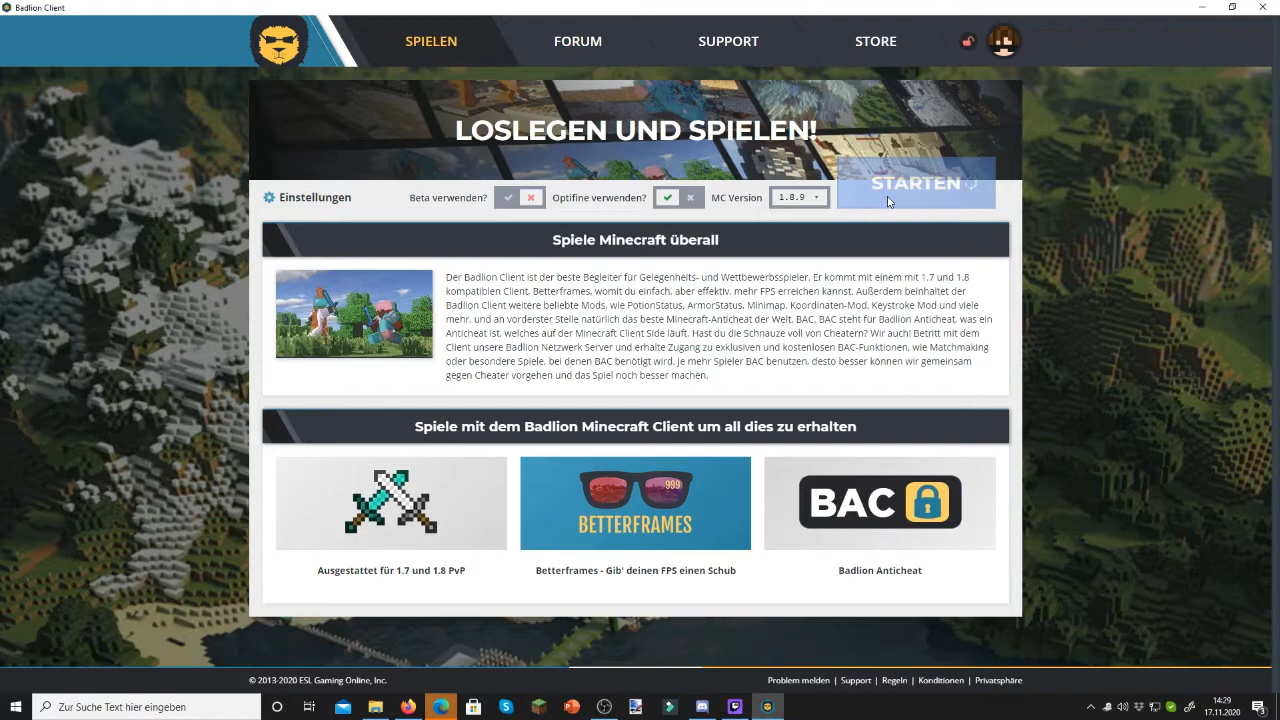 Badlion Client
SPIELEN FORUM SUPPORT STORE
LOSLEGEN UND SPIELEN!
Einstellungen Beta verwenden? Optifine verwenden? MC Version 1.8.9 STARTEN
Spiele Minecraft überall
Der Badlion Client ist der beste Begleiter für Gelegenheits- und Wettbewerbsspieler. Er kommt mit einem mit 1.7 und 1.8
kompatiblen Client, Betterframes, womit du einfach, aber effektiv, mehr FPS erreichen kannst. Außerdem beinhaltet der
Badlion Client weitere beliebte Mods, wie PotionStatus, ArmorStatus, Minimap, Koordinaten-Mod, Keystroke Mod und viele
mehr, und an vorderster Stelle natürlich das beste Minecraft-Anticheat der Welt, BAC. BAC steht für Badlion Anticheat, was ein
Anticheat ist, welches auf der Minecraft Client Side läuft. Hast du die Schnauze voll von Cheatern? Wir auch! Betritt mit dem
Client unsere Badlion Netzwerk Server und erhalte Zugang zu exklusiven und kostenlosen BAC-Funktionen, wie Matchmaking
oder besondere Spiele, bei denen BAC benötigt wird. Je mehr Spieler BAC benutzen, desto besser können wir gemeinsam
gegen Cheater vorgehen und das Spiel noch besser machen.
Spiele mit dem Badlion Minecraft Client um all dies zu erhalten
999
BETTERFRAMES
BAC
Ausgestattet für 1.7 und 1.8 PvP
Betterframes - Gib' deinen FPS einen Schub
Badlion Anticheat
© 2013-2020 ESL Gaming Online, Inc. Problem melden | Support | Regeln | Konditionen | Privatsphäre
Zur Suche Text hier eingeben
14:29
17.11.2020
3